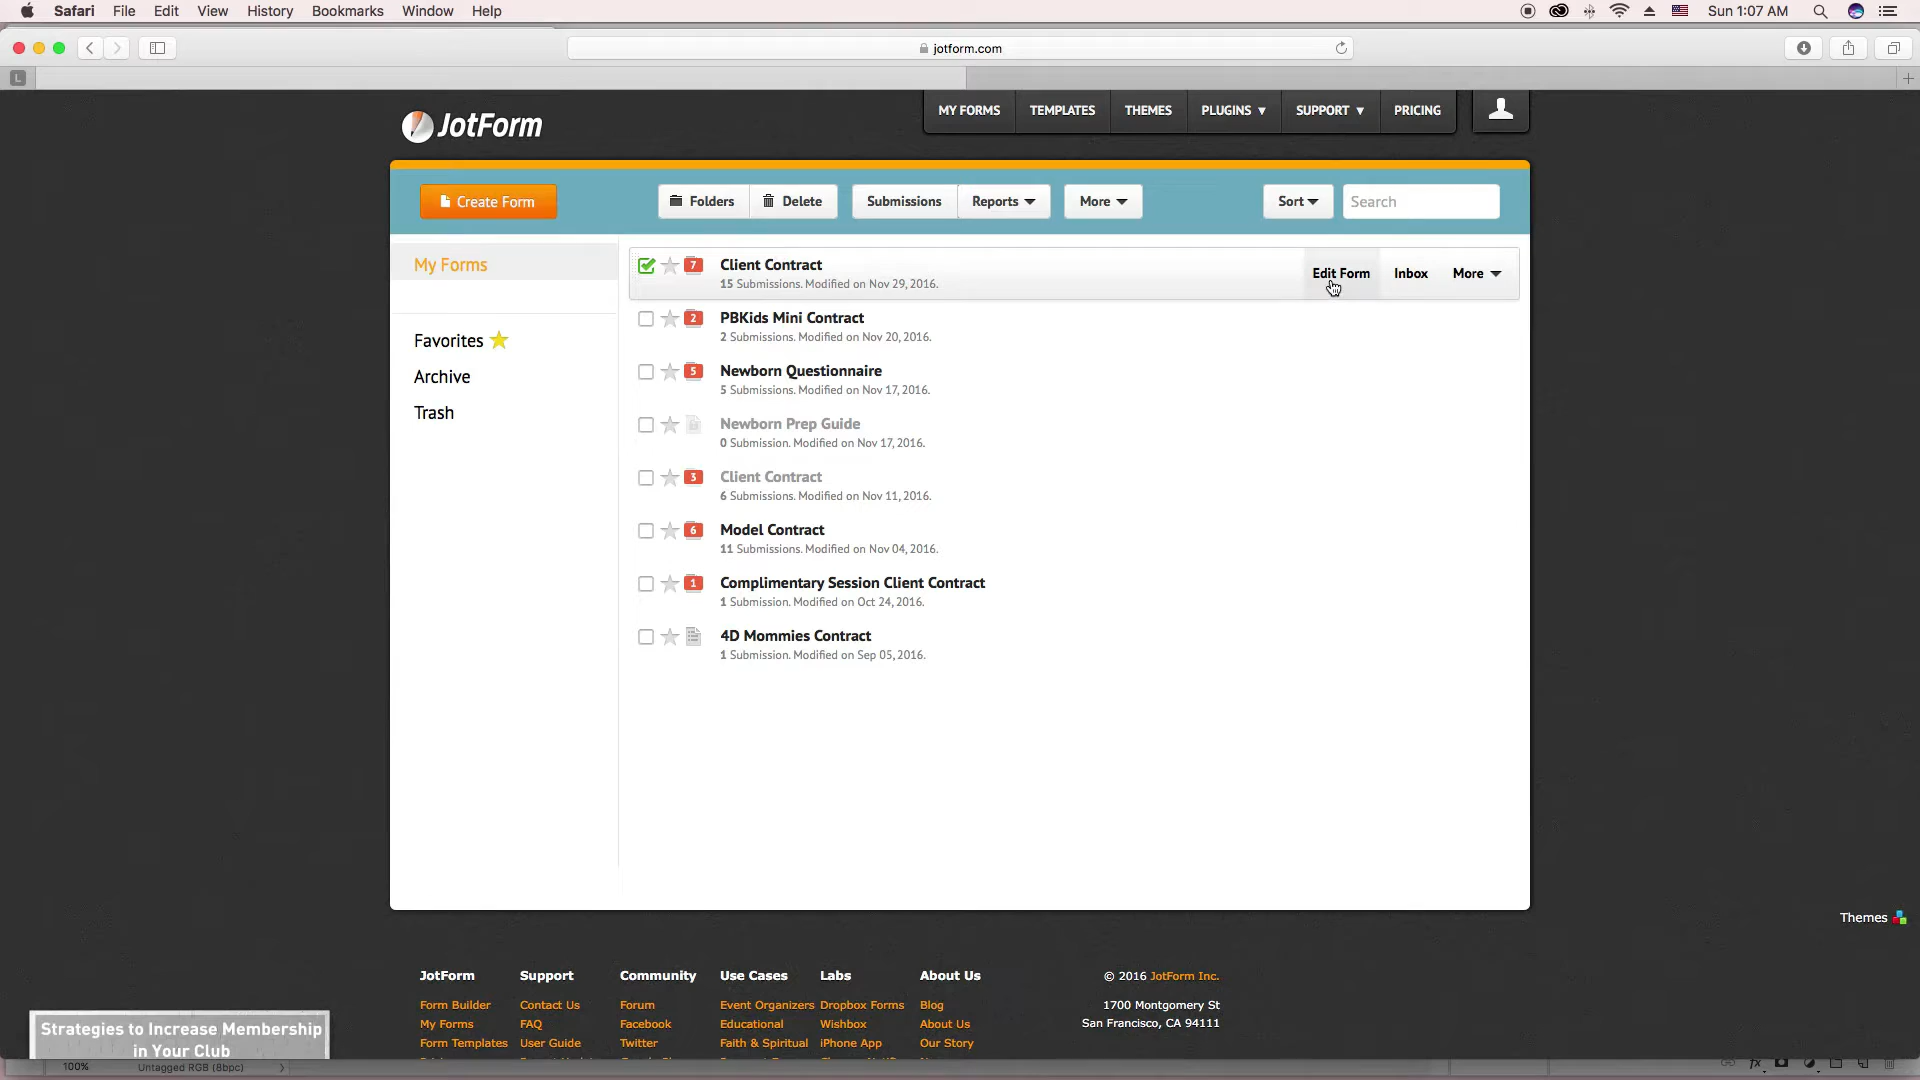 Safari File Edit View History Bookmarks Window Help Sun 1:07 AM
jotform.com
L
JotForm
MY FORMS TEMPLATES THEMES PLUGINS ▼ SUPPORT ▼ PRICING
Create Form Folders Delete Submissions Reports More Sort Search
My Forms
Favorites
Archive
Trash
7 Client Contract
15 Submissions. Modified on Nov 29, 2016.
Edit Form Inbox More
2 PBKids Mini Contract
2 Submissions. Modified on Nov 20, 2016.
5 Newborn Questionnaire
5 Submissions. Modified on Nov 17, 2016.
Newborn Prep Guide
0 Submission. Modified on Nov 17, 2016.
3 Client Contract
6 Submissions. Modified on Nov 11, 2016.
6 Model Contract
11 Submissions. Modified on Nov 04, 2016.
1 Complimentary Session Client Contract
1 Submission. Modified on Oct 24, 2016.
4D Mommies Contract
1 Submission. Modified on Sep 05, 2016.
Themes
JotForm Support Community Use Cases Labs About Us © 2016 JotForm Inc.
Form Builder Contact Us Forum Event Organizers Dropbox Forms Blog 1700 Montgomery St
My Forms FAQ Facebook Educational Wishbox About Us San Francisco, CA 94111
Form Templates User Guide Twitter Faith & Spiritual iPhone App Our Story
Strategies to Increase Membership
in Your Club
100% Untagged RGB (8bpc)
fx